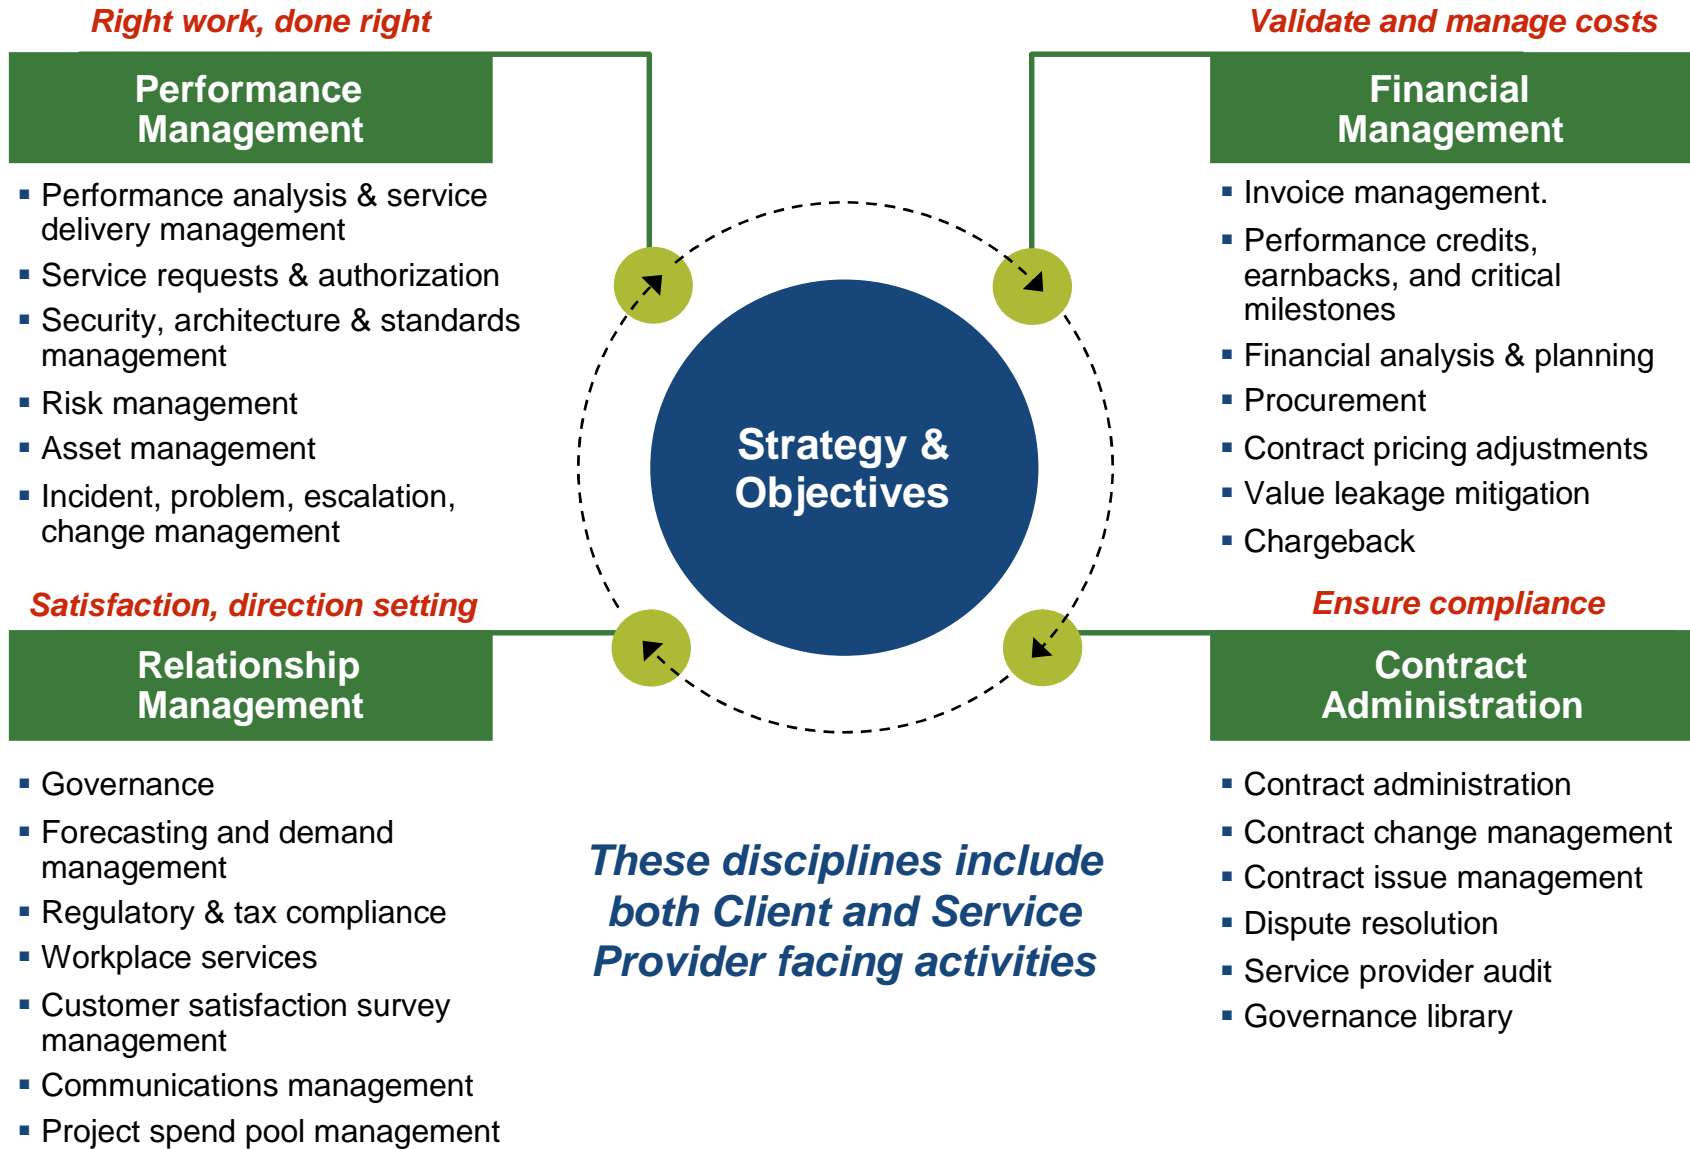 Right work, done right
Performance
Management
▪ Performance analysis & service
delivery management
▪ Service requests & authorization
▪ Security, architecture & standards
management
▪ Risk management
▪ Asset management
▪ Incident, problem, escalation,
change management
Validate and manage costs
Financial
Management
▪ Invoice management.
▪ Performance credits,
earnbacks, and critical
milestones
▪ Financial analysis & planning
▪ Procurement
▪ Contract pricing adjustments
▪ Value leakage mitigation
▪ Chargeback
Strategy &
Objectives
Satisfaction, direction setting
Relationship
Management
▪ Governance
▪ Forecasting and demand
management
▪ Regulatory & tax compliance
▪ Workplace services
▪ Customer satisfaction survey
management
▪ Communications management
▪ Project spend pool management
These disciplines include
both Client and Service
Provider facing activities
Ensure compliance
Contract
Administration
▪ Contract administration
▪ Contract change management
▪ Contract issue management
▪ Dispute resolution
▪ Service provider audit
▪ Governance library